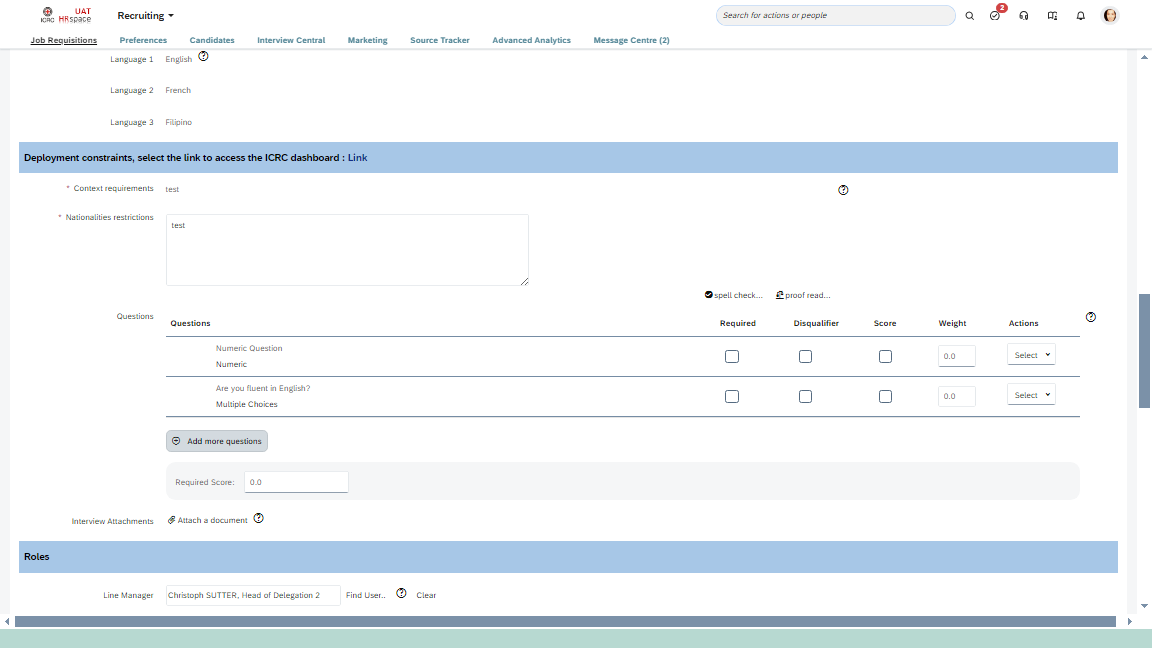 UAT
ICRC HRspace
Recruiting
Search for actions or people
2
Job Requisitions Preferences Candidates Interview Central Marketing Source Tracker Advanced Analytics Message Centre (2)
Language 1 English
Language 2 French
Language 3 Filipino
Deployment constraints, select the link to access the ICRC dashboard : Link
* Context requirements test
* Nationalities restrictions test
spell check... proof read...
Questions
Questions Required Disqualifier Score Weight Actions
Numeric Question
Numeric 0.0 Select
Are you fluent in English?
Multiple Choices 0.0 Select
Add more questions
Required Score: 0.0
Interview Attachments Attach a document
Roles
Line Manager Christoph SUTTER, Head of Delegation 2 Find User.. Clear